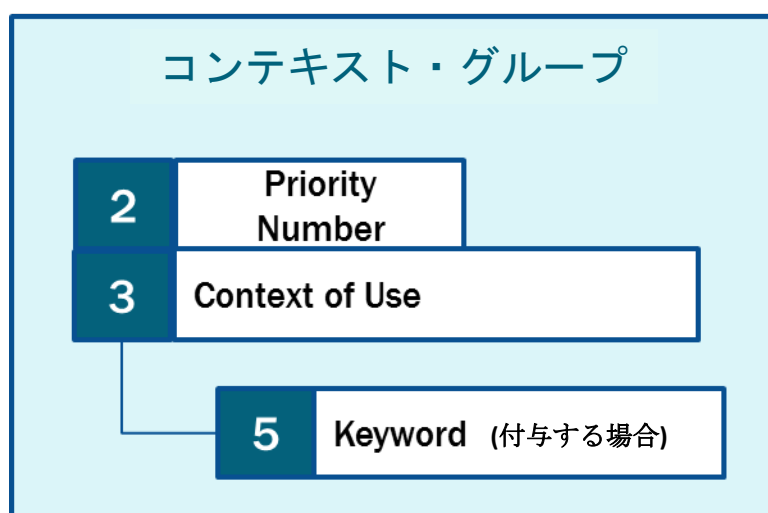 コンテキスト・グループ
2
Priority
Number
3
Context of Use
5
Keyword (付与する場合)